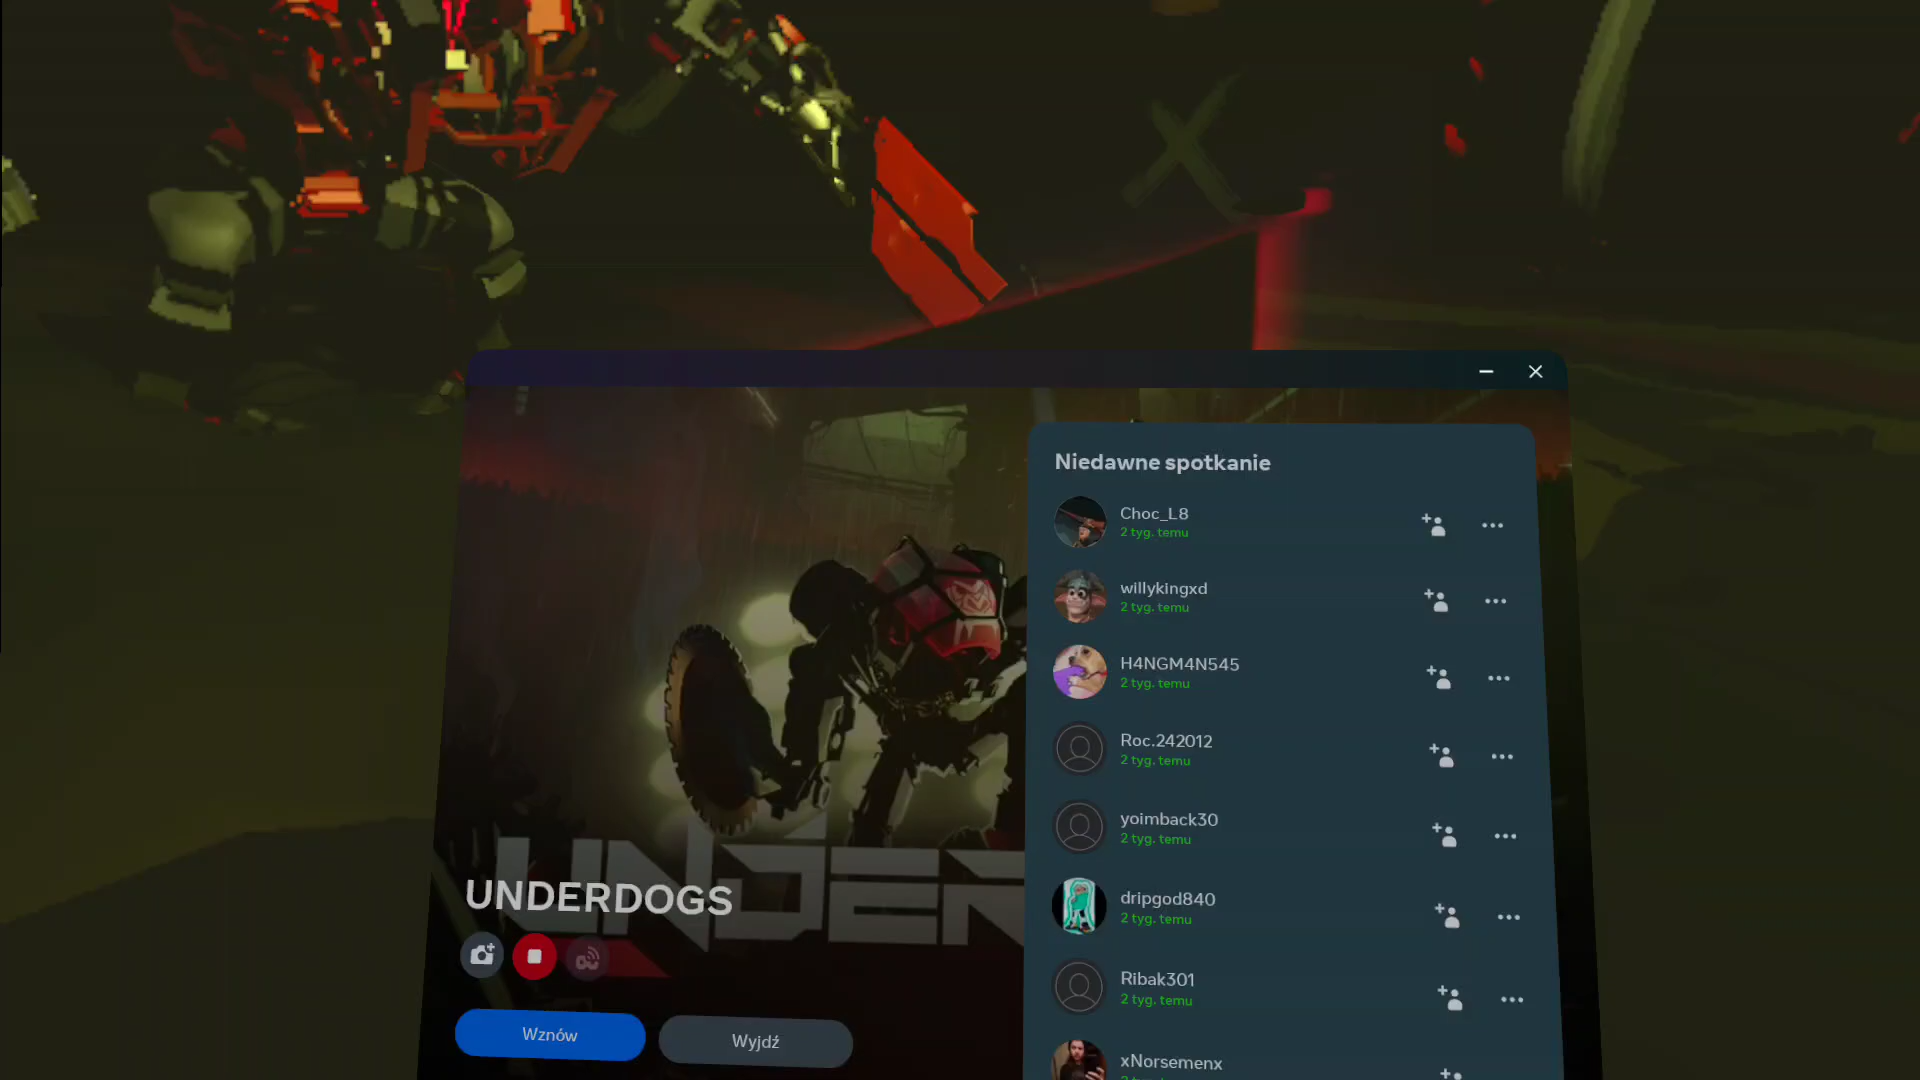 Niedawne spotkanie
Choc_L8
2 tyg. temu
willykingxd
2 tyg. temu
H4NGM4N545
2 tyg. temu
Roc.242012
2 tyg. temu
yoimback30
2 tyg. temu
dripgod840
2 tyg. temu
Ribak301
2 tyg. temu
xNorsemenx
UNDER
UNDERDOGS
Wznów
Wyjdź